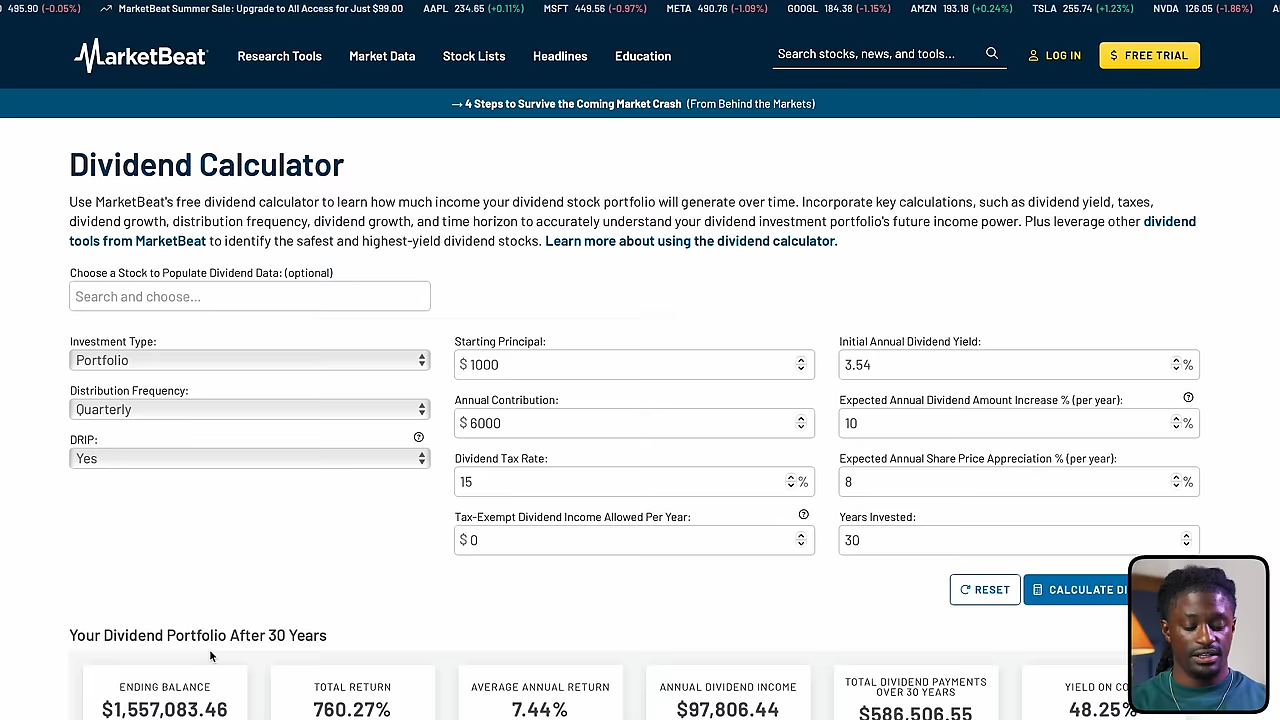 495.90 (-0.05%) MarketBeat Summer Sale: Upgrade to All Access for Just $99.00 AAPL 234.65 (+0.11%) MSFT 449.56 (-0.97%) META 490.76 (-1.09%) GOOGL 184.38 (-1.15%) AMZN 193.18 (+0.24%) TSLA 255.74 (+1.23%) NVDA 126.05 (-1.86%)
MarketBeat Research Tools Market Data Stock Lists Headlines Education Search stocks, news, and tools... LOG IN $ FREE TRIAL
→ 4 Steps to Survive the Coming Market Crash (From Behind the Markets)
Dividend Calculator
Use MarketBeat's free dividend calculator to learn how much income your dividend stock portfolio will generate over time. Incorporate key calculations, such as dividend yield, taxes,
dividend growth, distribution frequency, dividend growth, and time horizon to accurately understand your dividend investment portfolio's future income power. Plus leverage other dividend
tools from MarketBeat to identify the safest and highest-yield dividend stocks. Learn more about using the dividend calculator.
Choose a Stock to Populate Dividend Data: (optional)
Search and choose...
Investment Type:
Portfolio
Distribution Frequency:
Quarterly
DRIP:
Yes
Starting Principal:
$ 1000
Annual Contribution:
$ 6000
Dividend Tax Rate:
15 %
Tax-Exempt Dividend Income Allowed Per Year:
$ 0
Initial Annual Dividend Yield:
3.54 %
Expected Annual Dividend Amount Increase % (per year):
10 %
Expected Annual Share Price Appreciation % (per year):
8 %
Years Invested:
30
RESET CALCULATE
Your Dividend Portfolio After 30 Years
ENDING BALANCE
$1,557,083.46
TOTAL RETURN
760.27%
AVERAGE ANNUAL RETURN
7.44%
ANNUAL DIVIDEND INCOME
$97,806.44
TOTAL DIVIDEND PAYMENTS
OVER 30 YEARS
$586,506.55
YIELD ON
48.25%